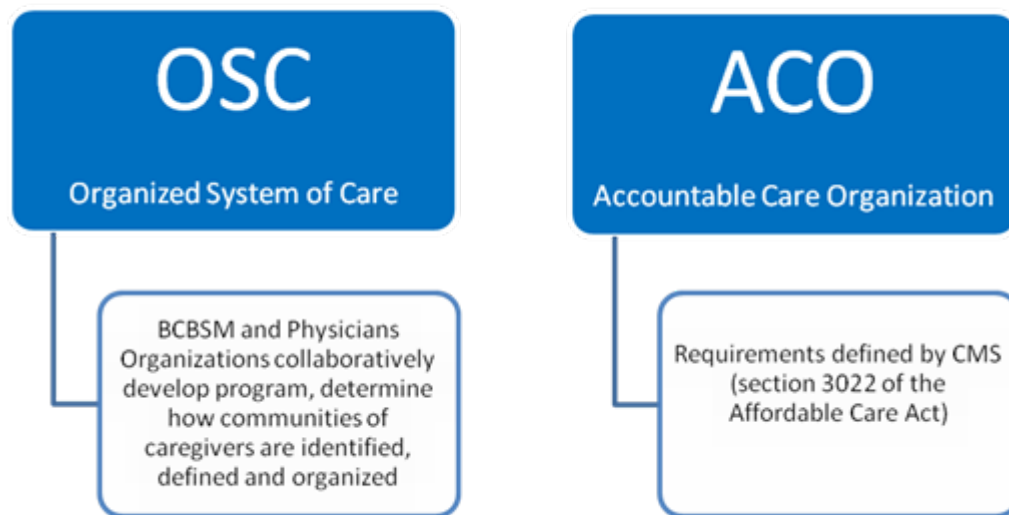 OSC
Organized System of Care
BCBSM and Physicians
Organizations collaboratively
develop program, determine
how communities of
caregivers are identified,
defined and organized
ACO
Accountable Care Organization
Requirements defined by CMS
(section 3022 of the
Affordable Care Act)